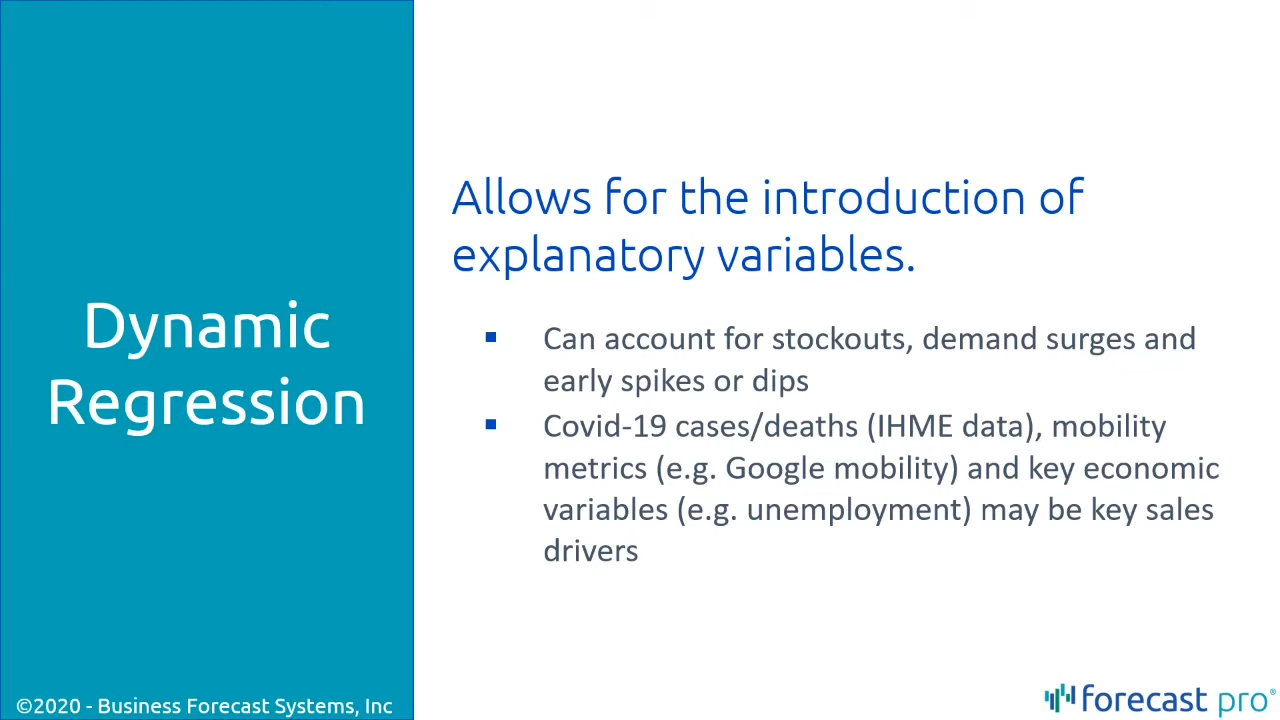 Dynamic
Regression
Allows for the introduction of
explanatory variables.
▪ Can account for stockouts, demand surges and
early spikes or dips
▪ Covid-19 cases/deaths (IHME data), mobility
metrics (e.g. Google mobility) and key economic
variables (e.g. unemployment) may be key sales
drivers
©2020 - Business Forecast Systems, Inc
forecast pro®